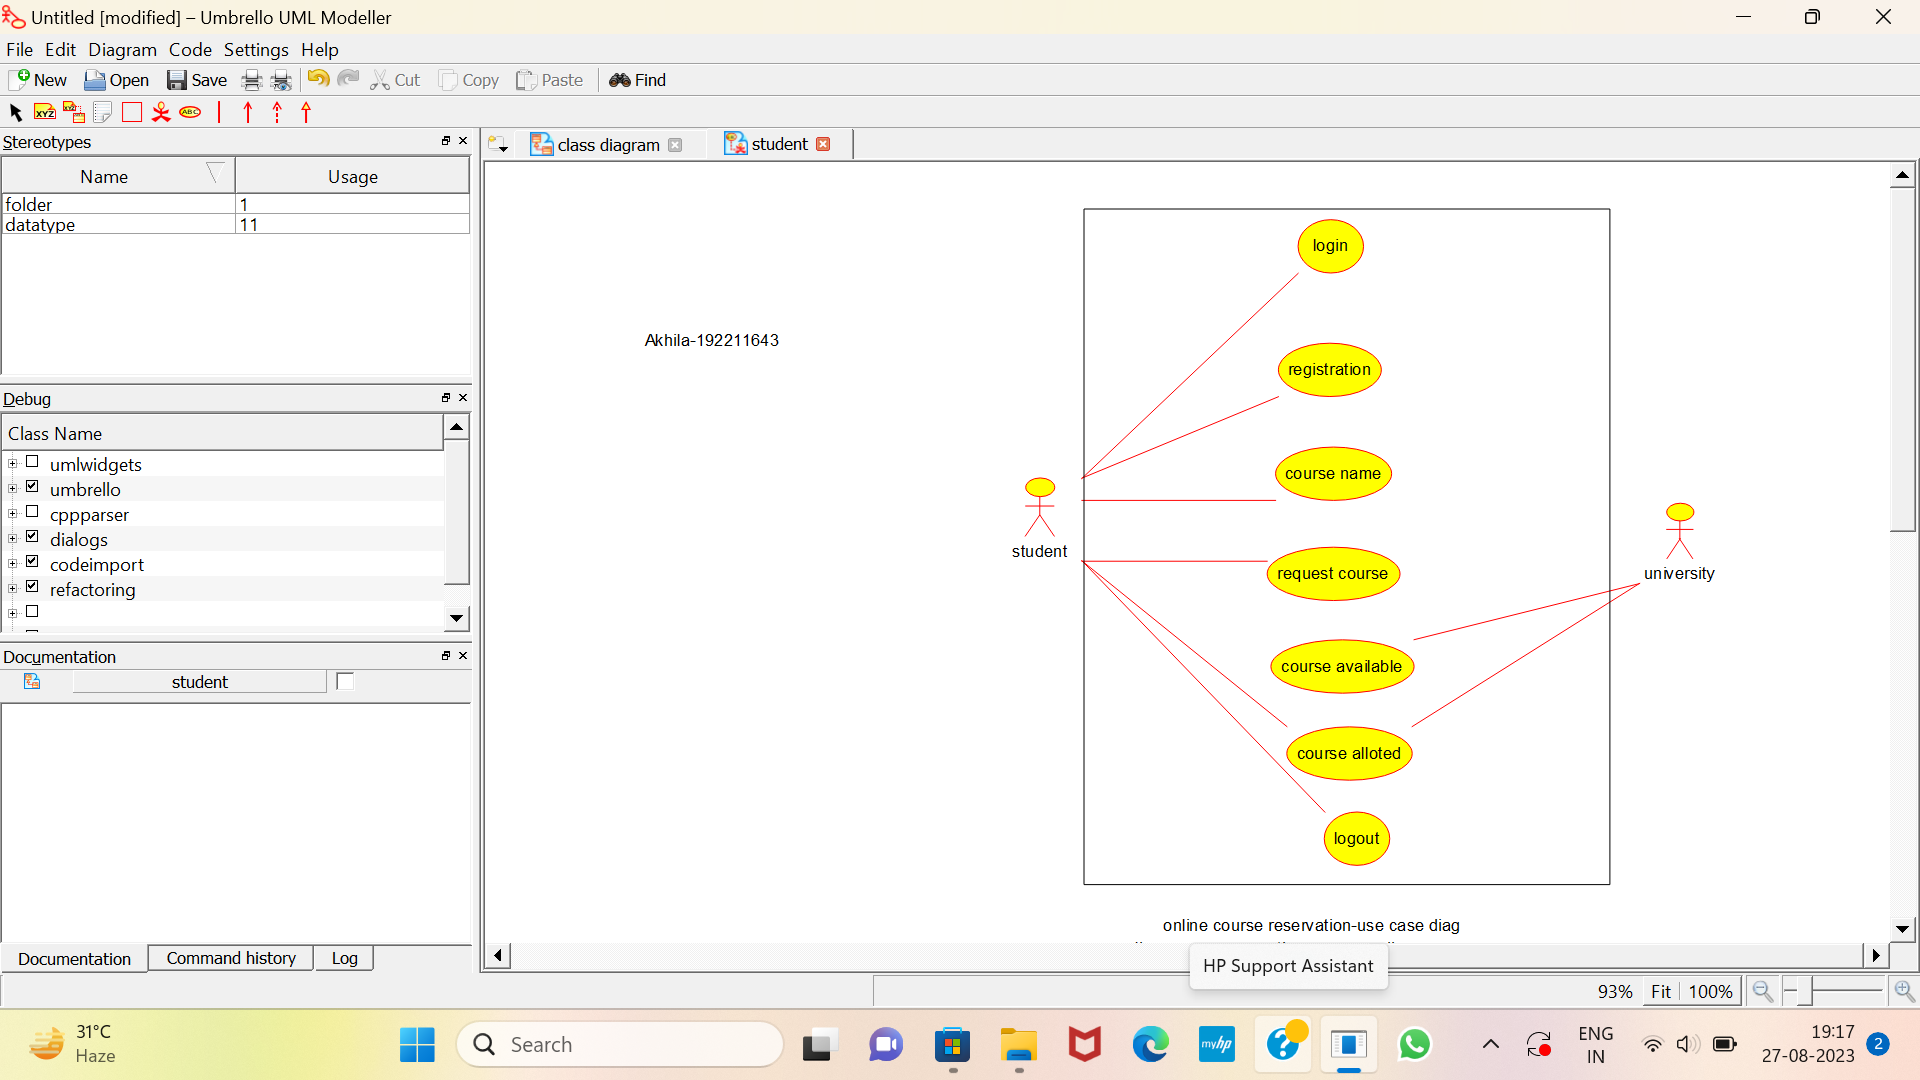 Untitled [modified] – Umbrello UML Modeller
File Edit Diagram Code Settings Help
New Open Save Cut Copy Paste Find
XYZ XYZ ABC
Stereotypes
Name Usage
folder 1
datatype 11
Debug
Class Name
umlwidgets
umbrello
cppparser
dialogs
codeimport
refactoring
Documentation
student
Documentation Command history Log
class diagram student
Akhila-192211643
login
registration
course name
student
request course
university
course available
course alloted
logout
online course reservation-use case diag
HP Support Assistant
93% Fit 100%
31°C
Haze
Search
myhp
ENG
IN
19:17
27-08-2023
2